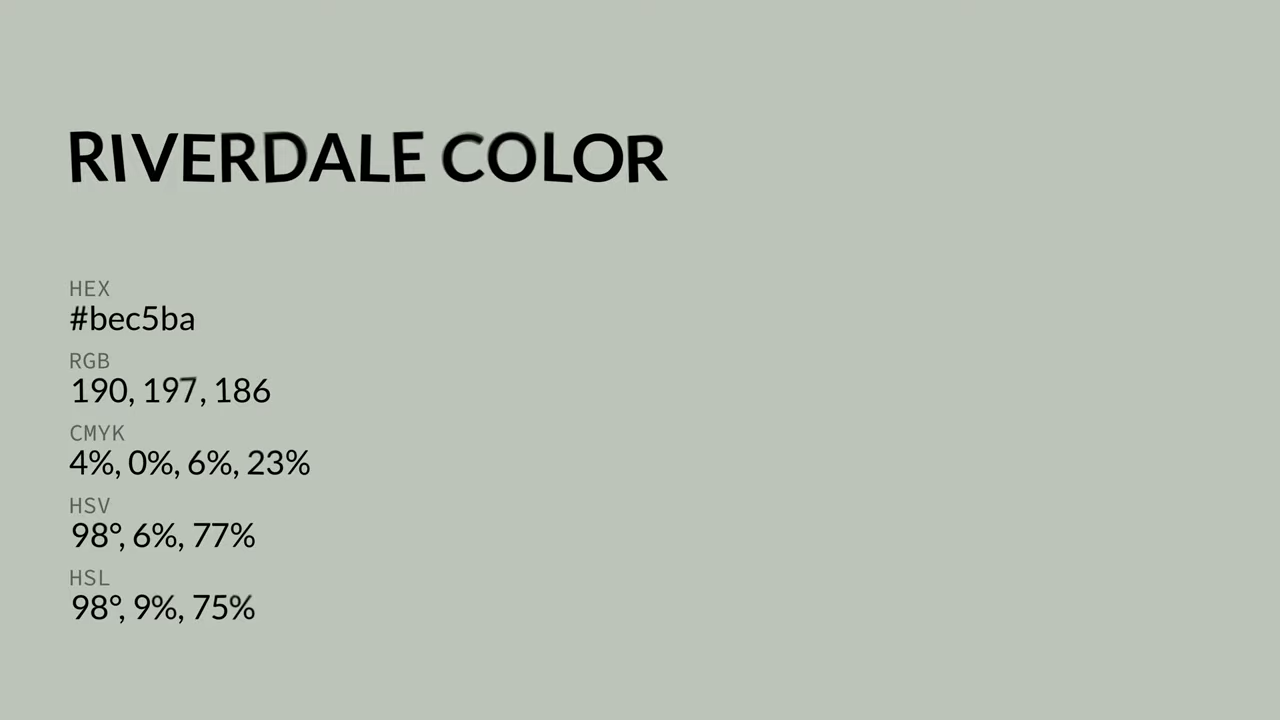 RIVERDALE COLOR
HEX
#bec5ba
RGB
190, 197, 186
CMYK
4%, 0%, 6%, 23%
HSV
98°, 6%, 77%
HSL
98°, 9%, 75%